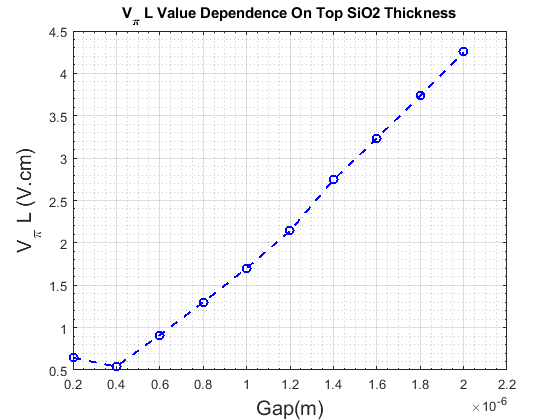 V_π L Value Dependence On Top SiO2 Thickness
4.5
4
3.5
3
2.5
2
1.5
1
0.5
V_π L (V.cm)
0.2 0.4 0.6 0.8 1 1.2 1.4 1.6 1.8 2 2.2
×10^-6
Gap(m)